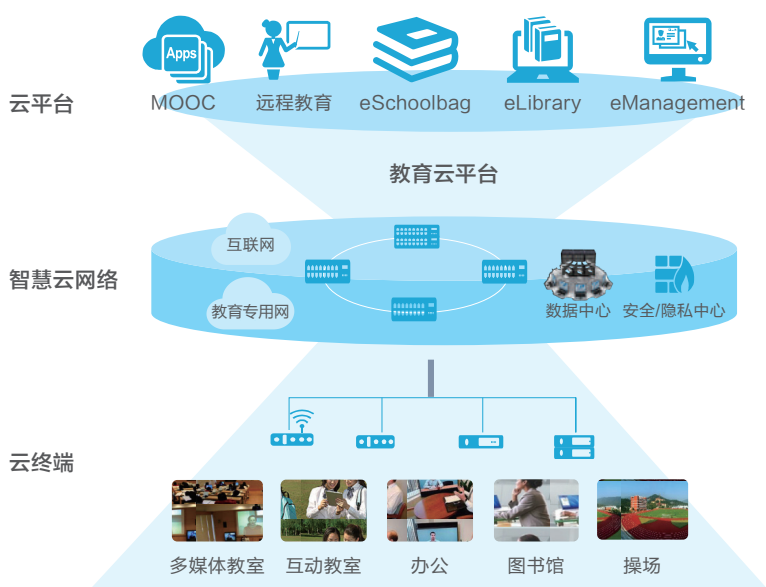 Apps
云平台
MOOC
远程教育
eSchoolbag
eLibrary
eManagement
教育云平台
智慧云网络
互联网
教育专用网
数据中心
安全/隐私中心
云终端
多媒体教室
互动教室
办公
图书馆
操场